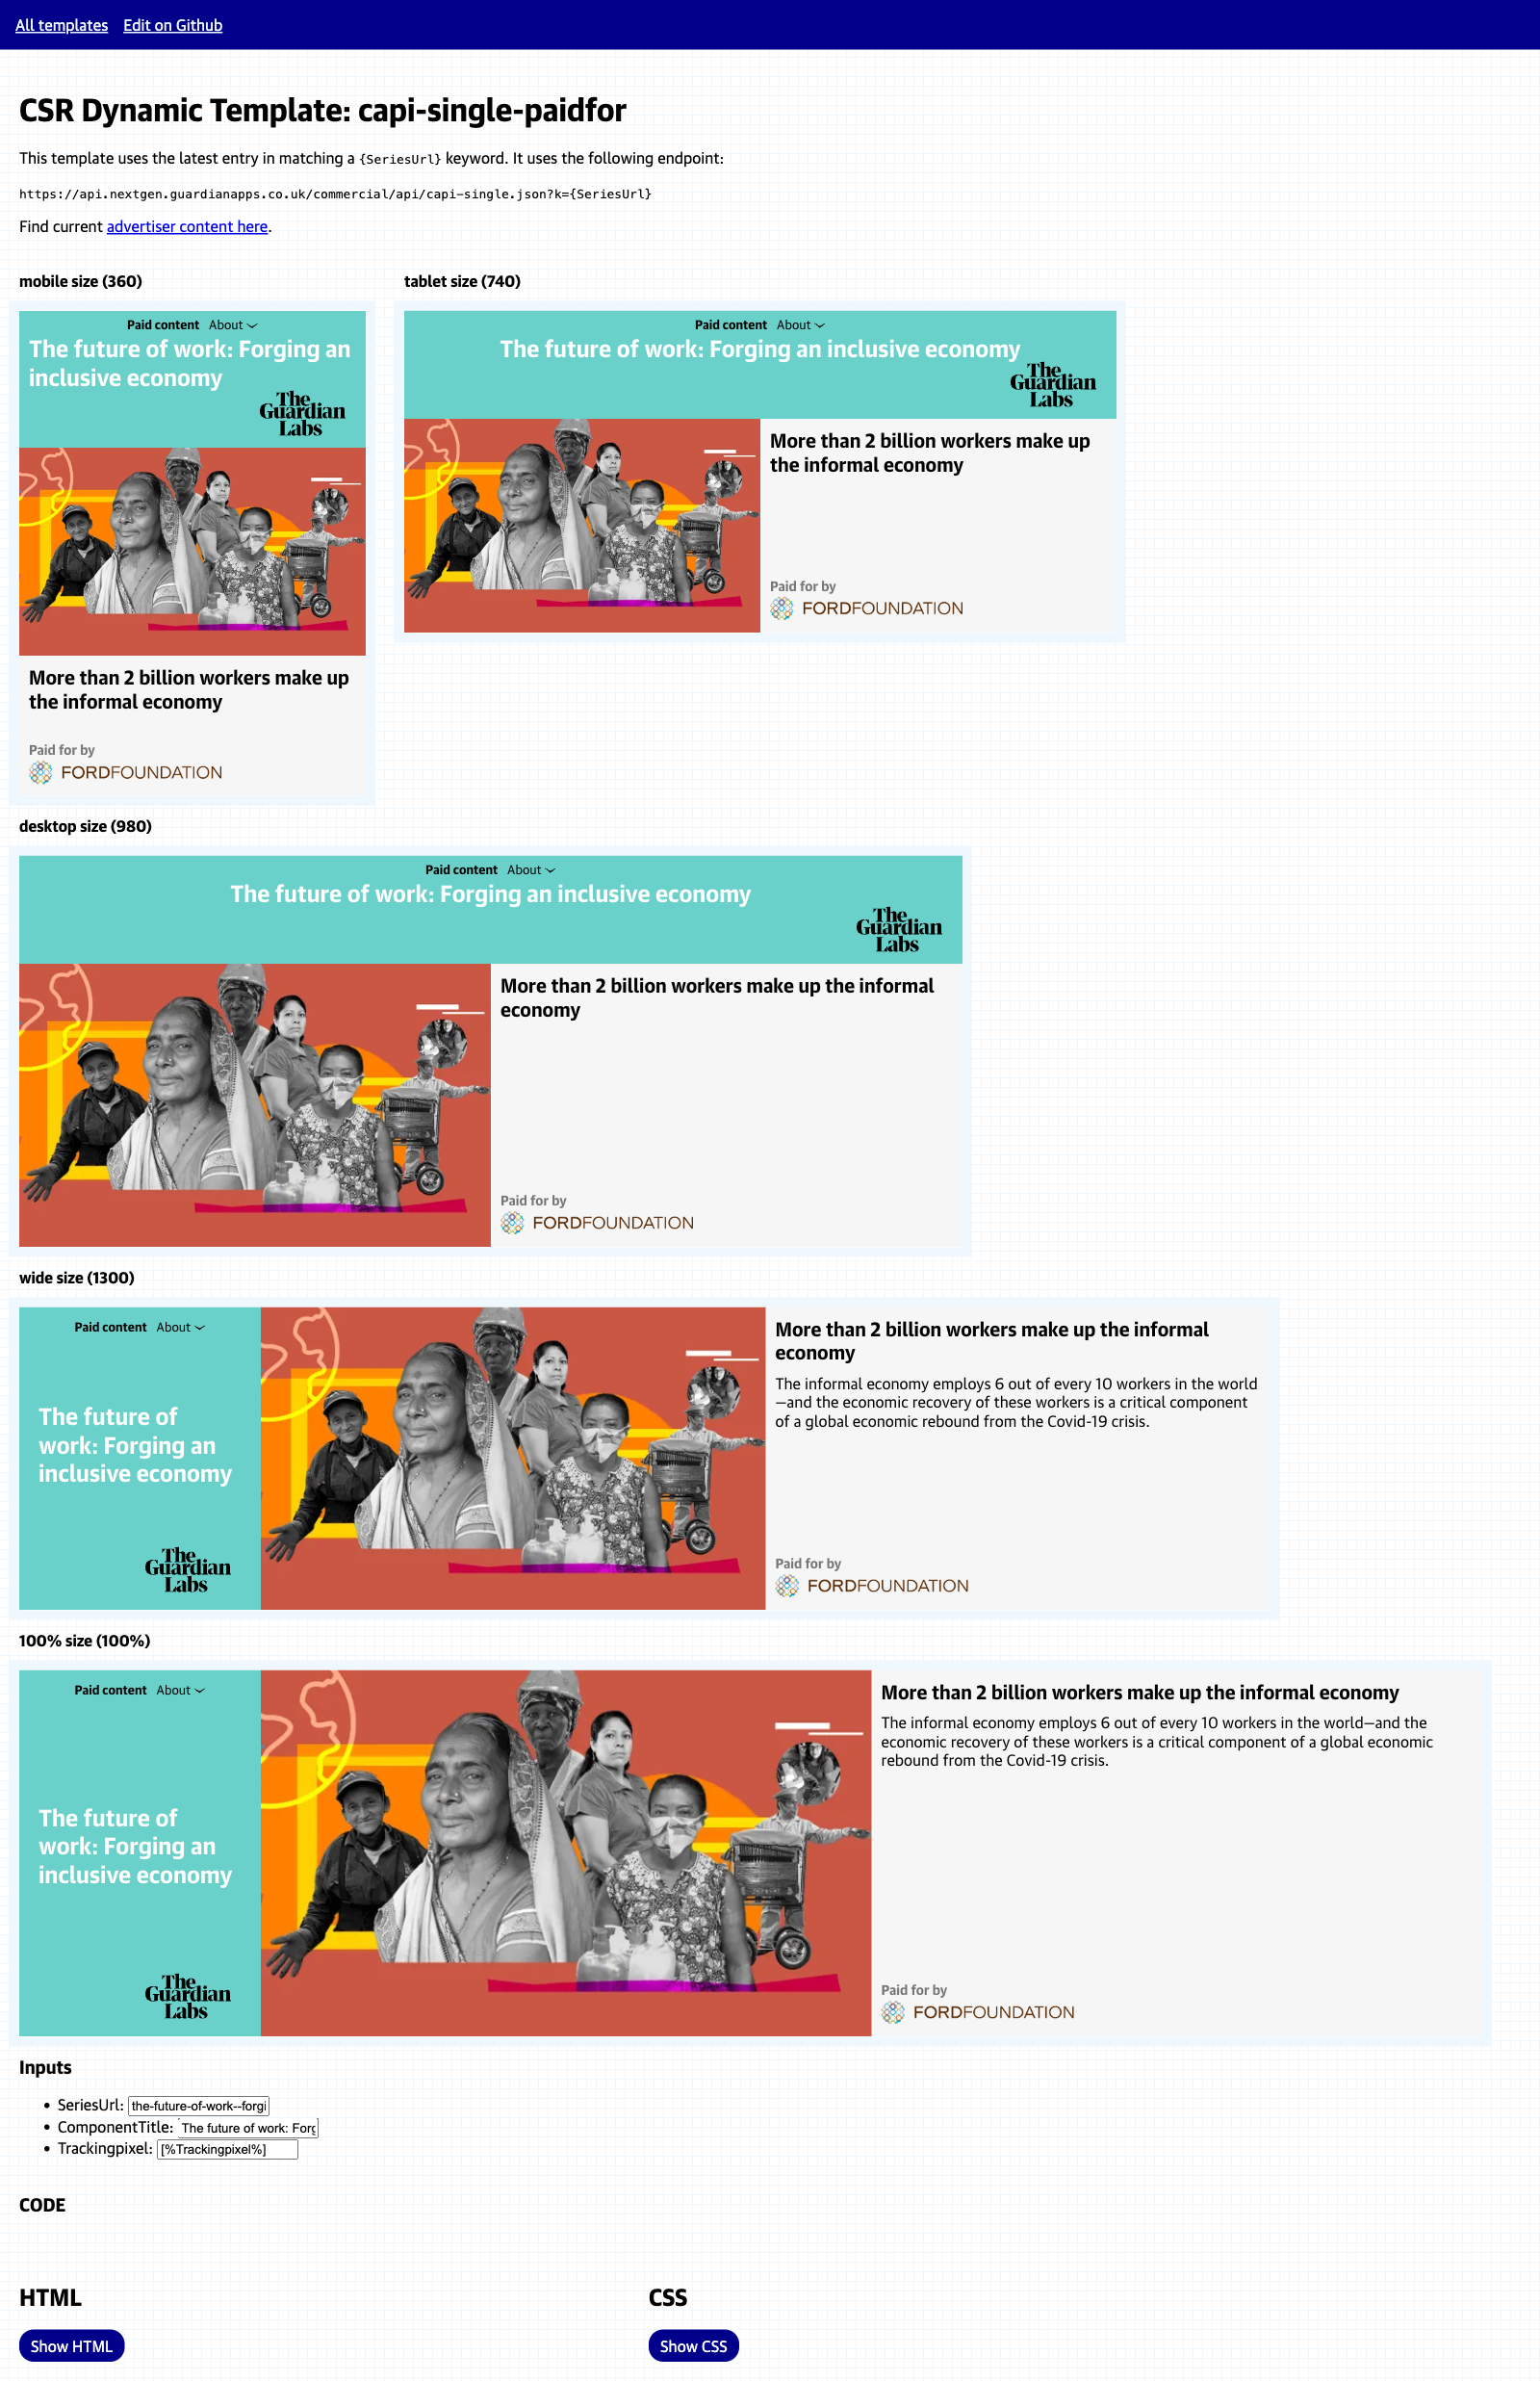 All templates Edit on Github
CSR Dynamic Template: capi-single-paidfor
This template uses the latest entry in matching a {SeriesUrl} keyword. It uses the following endpoint:
https://api.nextgen.guardianapps.co.uk/commercial/api/capi-single.json?k={SeriesUrl}
Find current advertiser content here.
mobile size (360)
Paid content About
The future of work: Forging an
inclusive economy
The
Guardian
Labs
More than 2 billion workers make up
the informal economy
Paid for by
FORDFOUNDATION
tablet size (740)
Paid content About
The future of work: Forging an inclusive economy
The
Guardian
Labs
More than 2 billion workers make up
the informal economy
Paid for by
FORDFOUNDATION
desktop size (980)
Paid content About
The future of work: Forging an inclusive economy
The
Guardian
Labs
More than 2 billion workers make up the informal
economy
Paid for by
FORDFOUNDATION
wide size (1300)
Paid content About
The future of
work: Forging an
inclusive economy
The
Guardian
Labs
More than 2 billion workers make up the informal
economy
The informal economy employs 6 out of every 10 workers in the world
—and the economic recovery of these workers is a critical component
of a global economic rebound from the Covid-19 crisis.
Paid for by
FORDFOUNDATION
100% size (100%)
Paid content About
The future of
work: Forging an
inclusive economy
The
Guardian
Labs
More than 2 billion workers make up the informal economy
The informal economy employs 6 out of every 10 workers in the world—and the
economic recovery of these workers is a critical component of a global economic
rebound from the Covid-19 crisis.
Paid for by
FORDFOUNDATION
Inputs
• SeriesUrl: the-future-of-work--forgi
• ComponentTitle: The future of work: Forg
• Trackingpixel: [%Trackingpixel%]
CODE
HTML
Show HTML
CSS
Show CSS